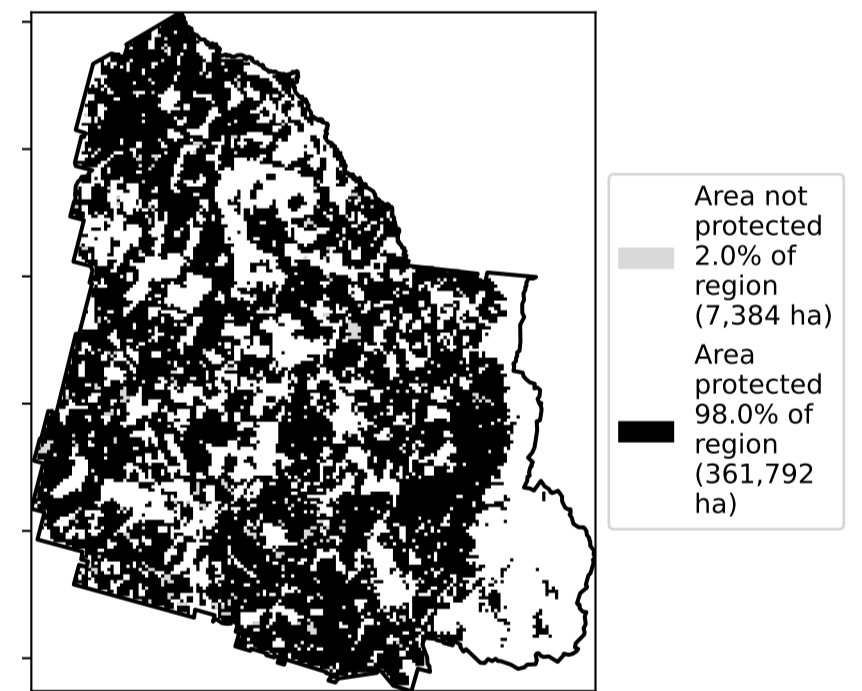 Area not
protected
2.0% of
region
(7,384 ha)
Area
protected
98.0% of
region
(361,792
ha)